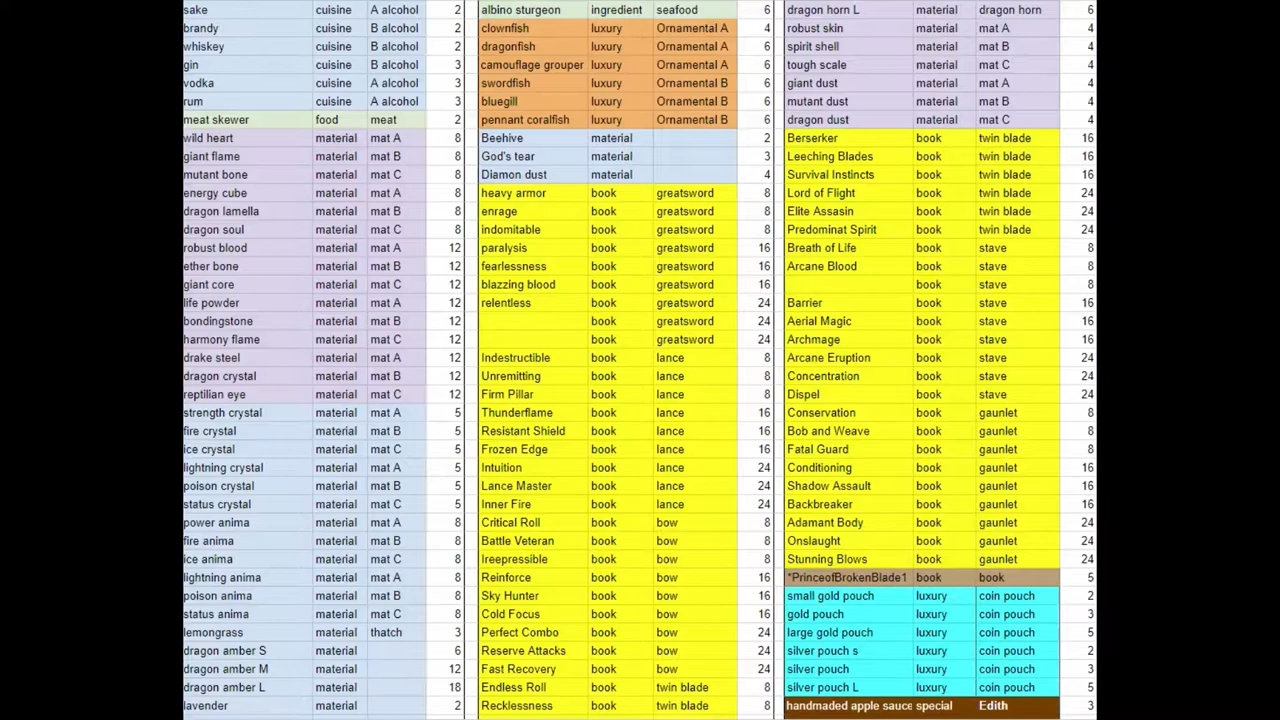 sake cuisine A alcohol 2 albino sturgeon ingredient seafood 6 dragon horn L material dragon horn 6
brandy cuisine B alcohol 2 clownfish luxury Ornamental A 4 robust skin material mat A 4
whiskey cuisine B alcohol 2 dragonfish luxury Ornamental A 4 spirit shell material mat B 4
gin cuisine B alcohol 3 camouflage grouper luxury Ornamental A 6 tough scale material mat C 4
vodka cuisine A alcohol 3 swordfish luxury Ornamental B 6 giant dust material mat A 4
rum cuisine A alcohol 3 bluegill luxury Ornamental B 6 mutant dust material mat B 4
meat skewer food meat 2 pennant coralfish luxury Ornamental B 6 dragon dust material mat C 4
wild heart material mat A 8 Beehive material 2 Berserker book twin blade 16
giant flame material mat B 8 God's tear material 3 Leeching Blades book twin blade 16
mutant bone material mat C 8 Diamon dust material 4 Survival Instincts book twin blade 16
energy cube material mat A 8 heavy armor book greatsword 8 Lord of Flight book twin blade 24
dragon lamella material mat B 8 enrage book greatsword 8 Elite Assasin book twin blade 24
dragon soul material mat C 8 indomitable book greatsword 8 Predominat Spirit book twin blade 24
robust blood material mat A 12 paralysis book greatsword 16 Breath of Life book stave 8
ether bone material mat B 12 fearlessness book greatsword 16 Arcane Blood book stave 8
giant core material mat C 12 blazzing blood book greatsword 16 book stave 8
life powder material mat A 12 relentless book greatsword 24 Barrier book stave 16
bondingstone material mat B 12 book greatsword 24 Aerial Magic book stave 16
harmony flame material mat C 12 book greatsword 24 Archmage book stave 16
drake steel material mat A 12 Indestructible book lance 8 Arcane Eruption book stave 24
dragon crystal material mat B 12 Unremitting book lance 8 Concentration book stave 24
reptilian eye material mat C 12 Firm Pillar book lance 8 Dispel book stave 24
strength crystal material mat A 5 Thunderflame book lance 16 Conservation book gaunlet 8
fire crystal material mat B 5 Resistant Shield book lance 16 Bob and Weave book gaunlet 8
ice crystal material mat C 5 Frozen Edge book lance 16 Fatal Guard book gaunlet 8
lightning crystal material mat A 5 Intuition book lance 24 Conditioning book gaunlet 16
poison crystal material mat B 5 Lance Master book lance 24 Shadow Assault book gaunlet 16
status crystal material mat C 5 Inner Fire book lance 24 Backbreaker book gaunlet 16
power anima material mat A 8 Critical Roll book bow 8 Adamant Body book gaunlet 24
fire anima material mat B 8 Battle Veteran book bow 8 Onslaught book gaunlet 24
ice anima material mat C 8 Ireepressible book bow 8 Stunning Blows book gaunlet 24
lightning anima material mat A 8 Reinforce book bow 16 *PrinceofBrokenBlade1 book book 5
poison anima material mat B 8 Sky Hunter book bow 16 small gold pouch luxury coin pouch 2
status anima material mat C 8 Cold Focus book bow 16 gold pouch luxury coin pouch 3
lemongrass material thatch 3 Perfect Combo book bow 24 large gold pouch luxury coin pouch 5
dragon amber S material 6 Reserve Attacks book bow 24 silver pouch s luxury coin pouch 2
dragon amber M material 12 Fast Recovery book bow 24 silver pouch luxury coin pouch 3
dragon amber L material 18 Endless Roll book twin blade 8 silver pouch L luxury coin pouch 5
lavender material 2 Recklessness book twin blade 8 handmaded apple sauce special Edith 3